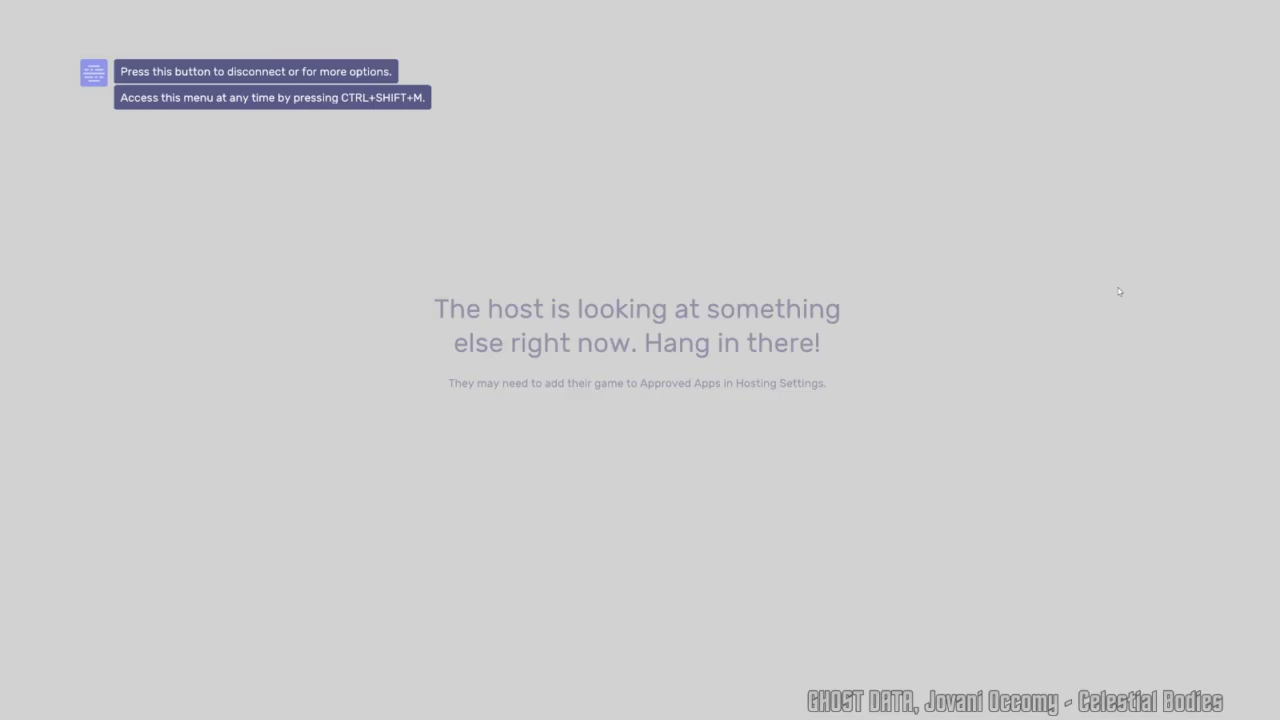 Press this button to disconnect or for more options.
Access this menu at any time by pressing CTRL+SHIFT+M.
The host is looking at something
else right now. Hang in there!
They may need to add their game to Approved Apps in Hosting Settings.
GHOST DATA, Jovani Occomy - Celestial Bodies